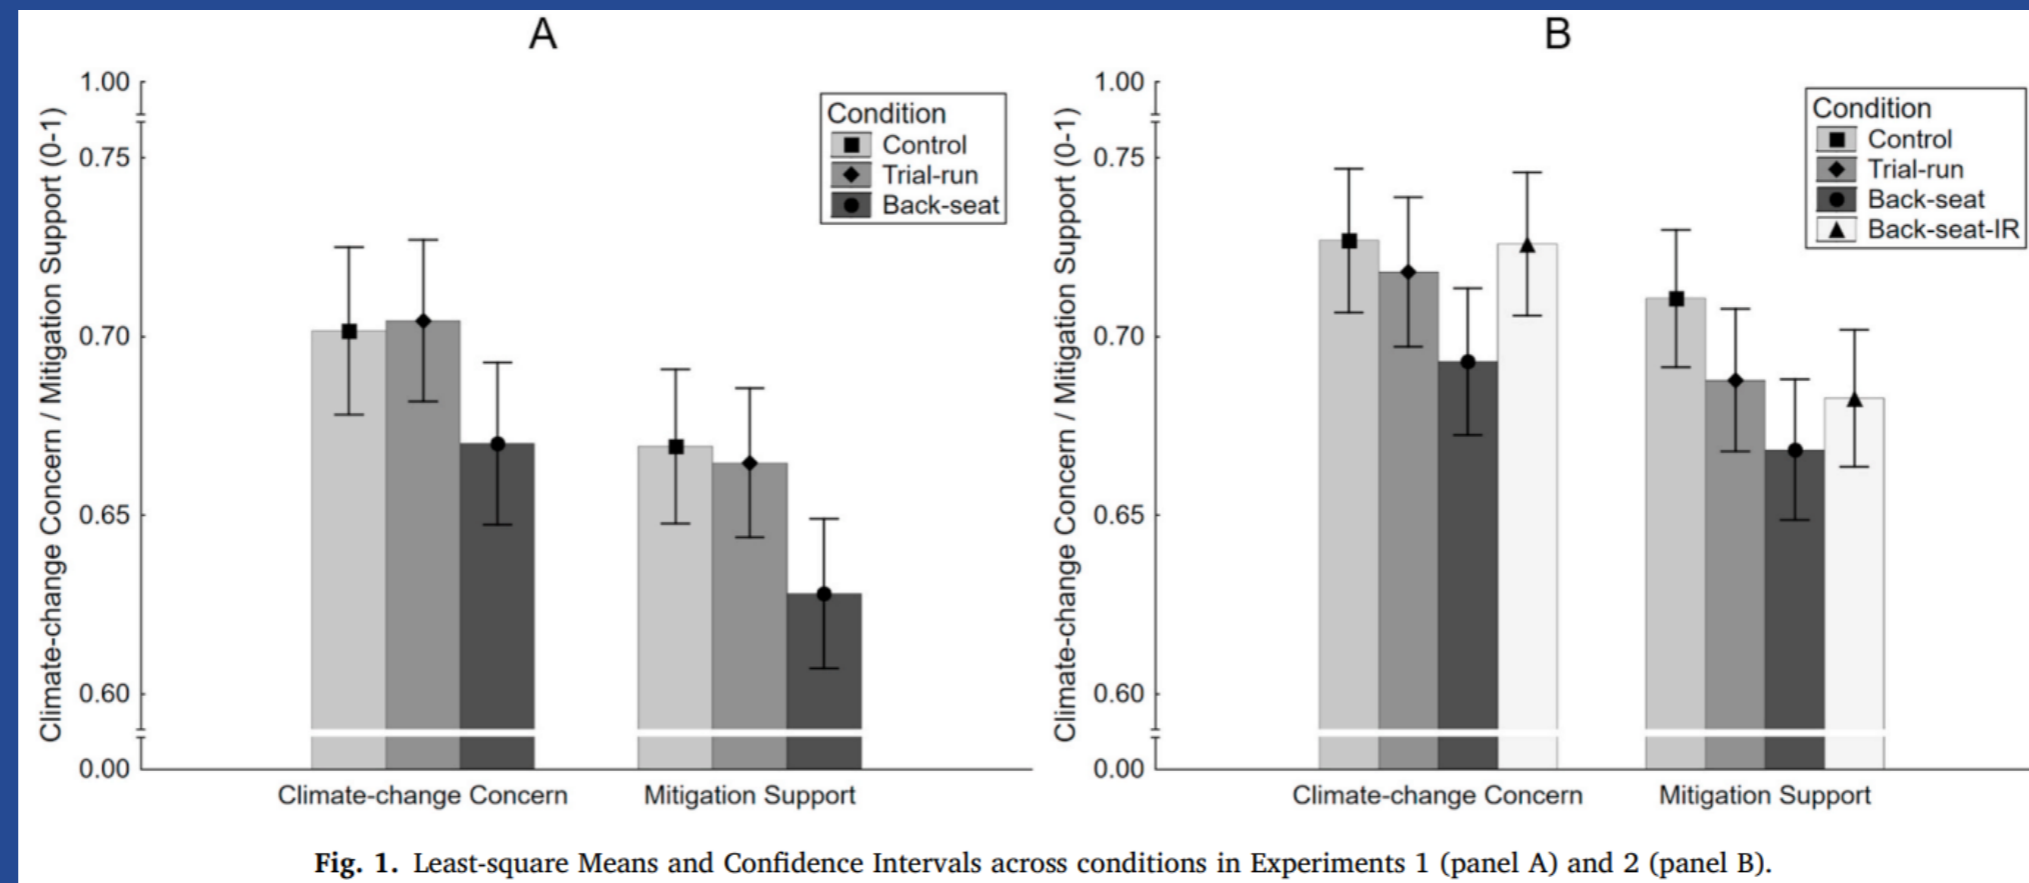 A
Climate-change Concern / Mitigation Support (0-1)
1.00
0.75
0.70
0.65
0.60
0.00
Condition
Control
Trial-run
Back-seat
Climate-change Concern
Mitigation Support
B
Climate-change Concern / Mitigation Support (0-1)
1.00
0.75
0.70
0.65
0.60
0.00
Condition
Control
Trial-run
Back-seat
Back-seat-IR
Climate-change Concern
Mitigation Support
Fig. 1. Least-square Means and Confidence Intervals across conditions in Experiments 1 (panel A) and 2 (panel B).